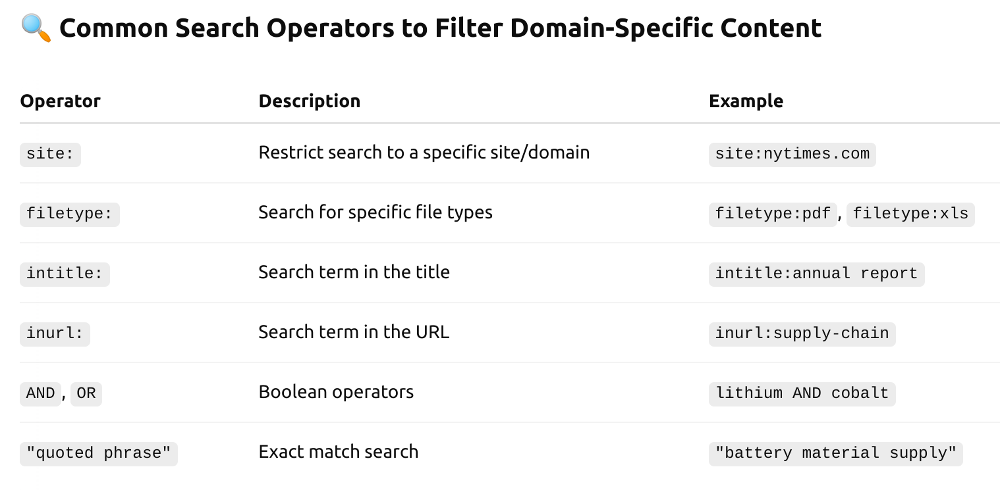 🔍 Common Search Operators to Filter Domain-Specific Content
Operator Description Example
site: Restrict search to a specific site/domain site:nytimes.com
filetype: Search for specific file types filetype:pdf, filetype:xls
intitle: Search term in the title intitle:annual report
inurl: Search term in the URL inurl:supply-chain
AND, OR Boolean operators lithium AND cobalt
"quoted phrase" Exact match search "battery material supply"